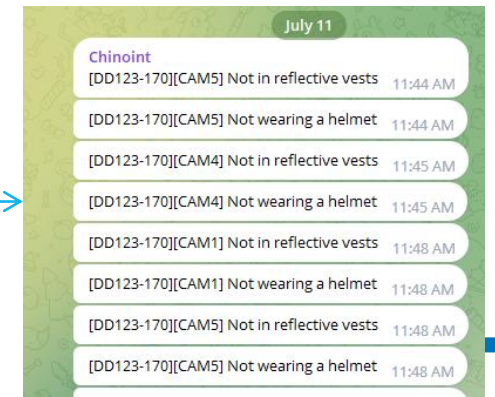 July 11
Chinoint
[DD123-170][CAM5] Not in reflective vests 11:44 AM
[DD123-170][CAM5] Not wearing a helmet 11:44 AM
[DD123-170][CAM4] Not in reflective vests 11:45 AM
[DD123-170][CAM4] Not wearing a helmet 11:45 AM
[DD123-170][CAM1] Not in reflective vests 11:48 AM
[DD123-170][CAM1] Not wearing a helmet 11:48 AM
[DD123-170][CAM5] Not in reflective vests 11:48 AM
[DD123-170][CAM5] Not wearing a helmet 11:48 AM